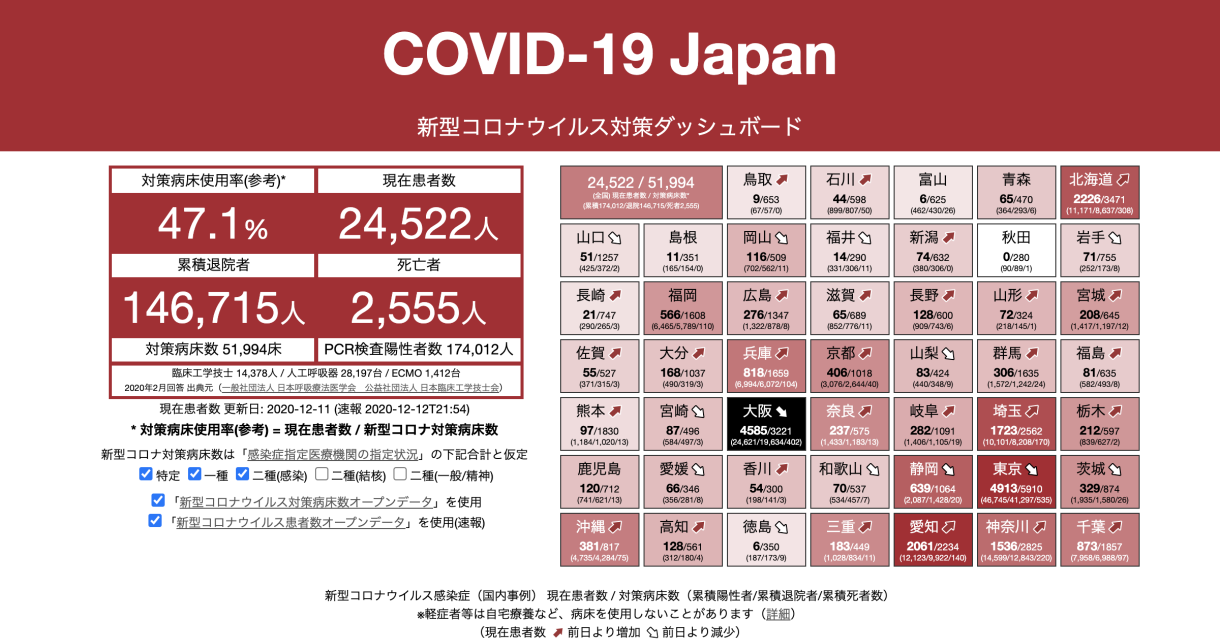 COVID-19 Japan
新型コロナウイルス対策ダッシュボード
対策病床使用率(参考)*
現在患者数
47.1%
24,522人
累積退院者
死亡者
146,715人
2,555人
対策病床数 51,994床
PCR検査陽性者数 174,012人
臨床工学技士 14,378人 / 人工呼吸器 28,197台 / ECMO 1,412台
2020年2月回答 出典元（一般社団法人 日本呼吸療法医学会　公益社団法人 日本臨床工学技士会）
現在患者数 更新日: 2020-12-11 (速報 2020-12-12T21:54)
* 対策病床使用率(参考) = 現在患者数 / 新型コロナ対策病床数
新型コロナウイルス対策病床数は「感染症指定医療機関の指定状況」の下記合計と仮定
特定 一種 二種(感染) 二種(結核) 二種(一般/精神)
「新型コロナウイルス対策病床数オープンデータ」を使用
「新型コロナウイルス患者数オープンデータ」を使用(速報)
24,522 / 51,994
(全国) 現在患者数 / 対策病床数*
(累積174,012/退院146,715/死者2,555)
鳥取
9/653
(67/57/0)
石川
44/598
(899/807/50)
富山
6/625
(462/430/26)
青森
65/470
(364/293/6)
北海道
2226/3471
(11,171/8,637/308)
山口
51/1257
(425/372/2)
島根
11/351
(165/154/0)
岡山
116/509
(702/562/11)
福井
14/290
(331/306/11)
新潟
74/632
(380/306/0)
秋田
0/280
(90/89/1)
岩手
71/755
(252/173/8)
長崎
21/747
(290/265/3)
福岡
566/1608
(6,465/5,789/110)
広島
276/1347
(1,322/878/8)
滋賀
65/689
(852/776/11)
長野
128/600
(909/743/6)
山形
72/324
(218/145/1)
宮城
208/645
(1,417/1,197/12)
佐賀
55/527
(371/315/3)
大分
168/1037
(490/319/3)
兵庫
818/1659
(6,994/6,072/104)
京都
406/1018
(3,076/2,644/40)
山梨
83/424
(440/348/9)
群馬
306/1635
(1,572/1,242/24)
福島
81/635
(582/493/8)
熊本
97/1830
(1,184/1,020/13)
宮崎
87/496
(584/497/3)
大阪
4585/3221
(24,621/19,634/402)
奈良
237/575
(1,433/1,183/13)
岐阜
282/1091
(1,406/1,105/19)
埼玉
1723/2562
(10,101/8,208/170)
栃木
212/597
(839/627/2)
鹿児島
120/712
(741/621/13)
愛媛
66/346
(356/281/8)
香川
54/300
(198/141/3)
和歌山
70/537
(534/457/7)
静岡
639/1064
(2,087/1,428/20)
東京
4913/5910
(46,745/41,297/535)
茨城
329/874
(1,935/1,580/26)
沖縄
381/817
(4,735/4,284/75)
高知
128/561
(312/180/4)
徳島
6/350
(187/173/9)
三重
183/449
(1,028/834/11)
愛知
2061/2234
(12,123/9,922/140)
神奈川
1536/2825
(14,599/12,843/220)
千葉
873/1857
(7,958/6,988/97)
新型コロナウイルス感染症（国内事例） 現在患者数 / 対策病床数（累積陽性者/累積退院者/累積死者数）
※軽症者等は自宅療養など、病床を使用しないことがあります（詳細）
（現在患者数 前日より増加 前日より減少）